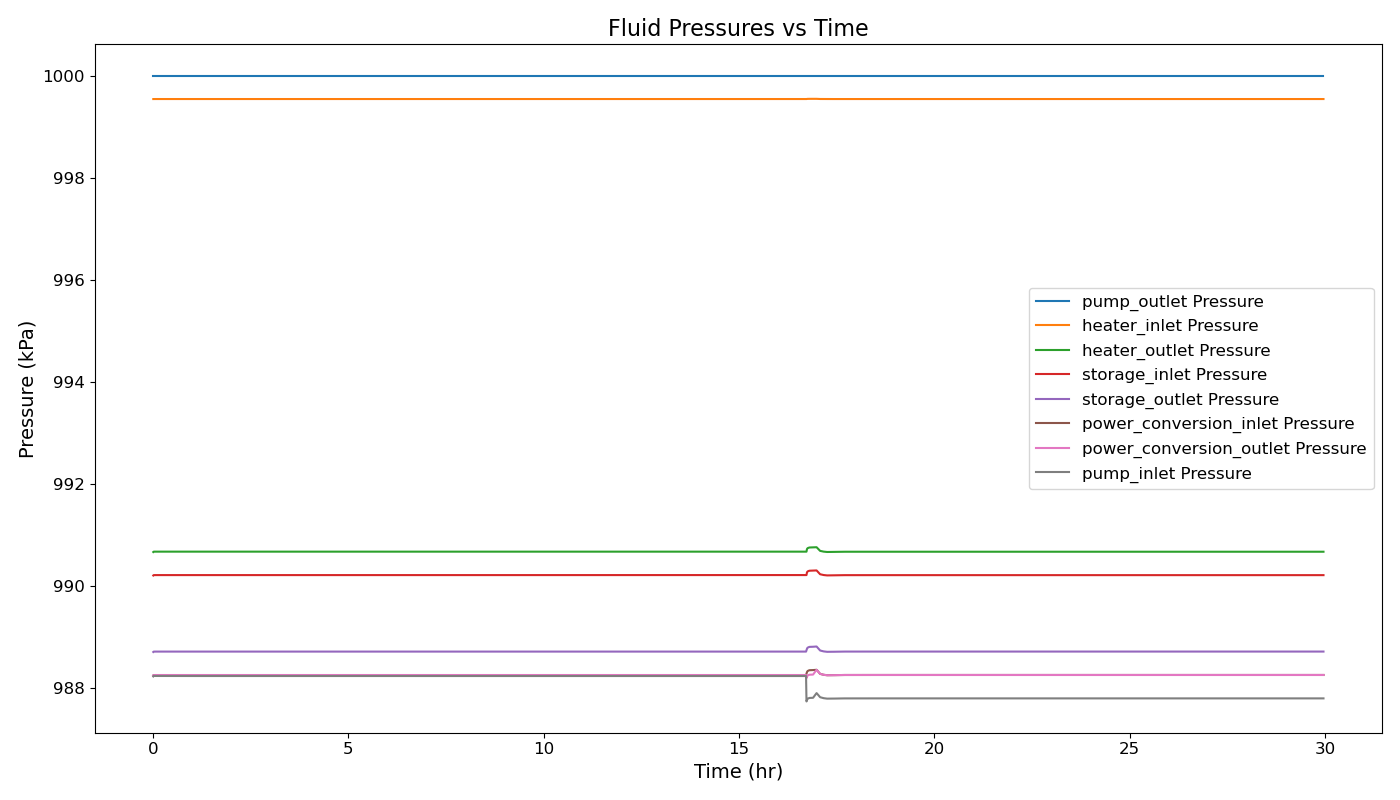 Fluid Pressures vs Time
Pressure (kPa)
1000
998
996
994
992
990
988
pump_outlet Pressure
heater_inlet Pressure
heater_outlet Pressure
storage_inlet Pressure
storage_outlet Pressure
power_conversion_inlet Pressure
power_conversion_outlet Pressure
pump_inlet Pressure
0 5 10 15 20 25 30
Time (hr)